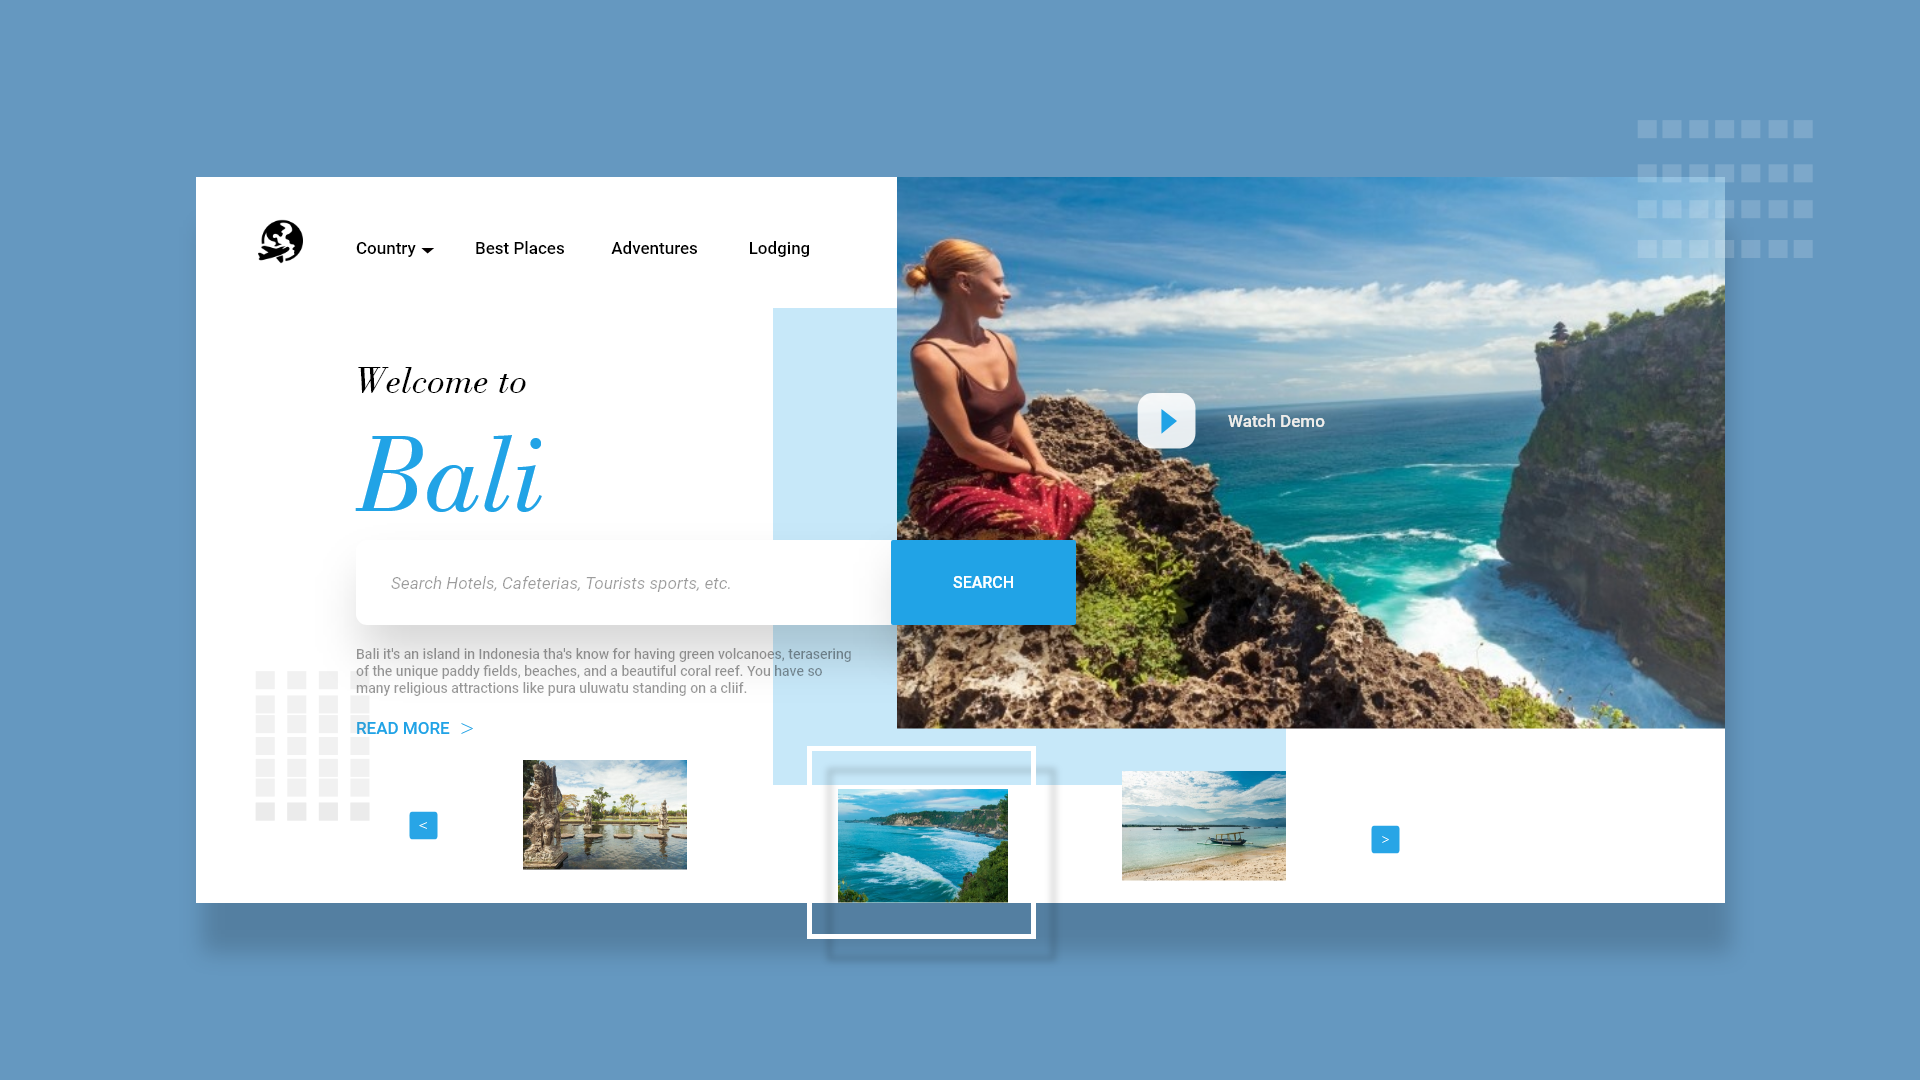 Country
Best Places
Adventures
Lodging
Welcome to
Bali
Watch Demo
Search Hotels, Cafeterias, Tourists sports, etc.
SEARCH
Bali it's an island in Indonesia tha's know for having green volcanoes, terasering
of the unique paddy fields, beaches, and a beautiful coral reef. You have so
many religious attractions like pura uluwatu standing on a cliif.
READ MORE >
<
>